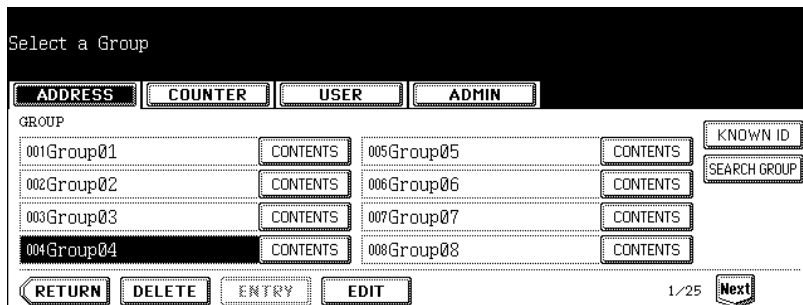 Select a Group
ADDRESS COUNTER USER ADMIN
GROUP
001Group01 CONTENTS 005Group05 CONTENTS KNOWN ID
002Group02 CONTENTS 006Group06 CONTENTS SEARCH GROUP
003Group03 CONTENTS 007Group07 CONTENTS
004Group04 CONTENTS 008Group08 CONTENTS
RETURN DELETE ENTRY EDIT 1/25 Next